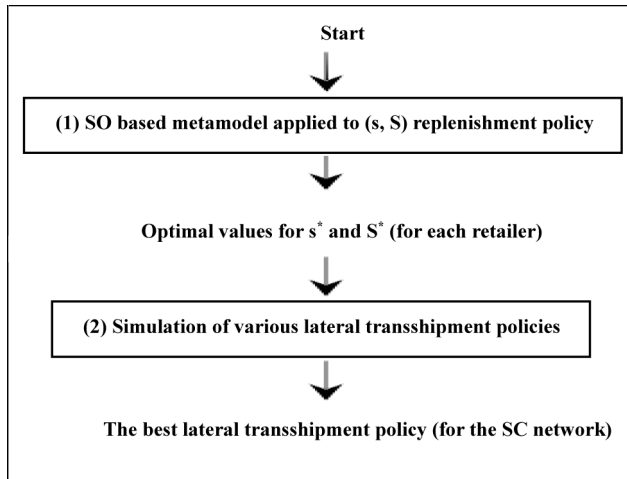 Start
(1) SO based metamodel applied to (s, S) replenishment policy
Optimal values for s* and S* (for each retailer)
(2) Simulation of various lateral transshipment policies
The best lateral transshipment policy (for the SC network)